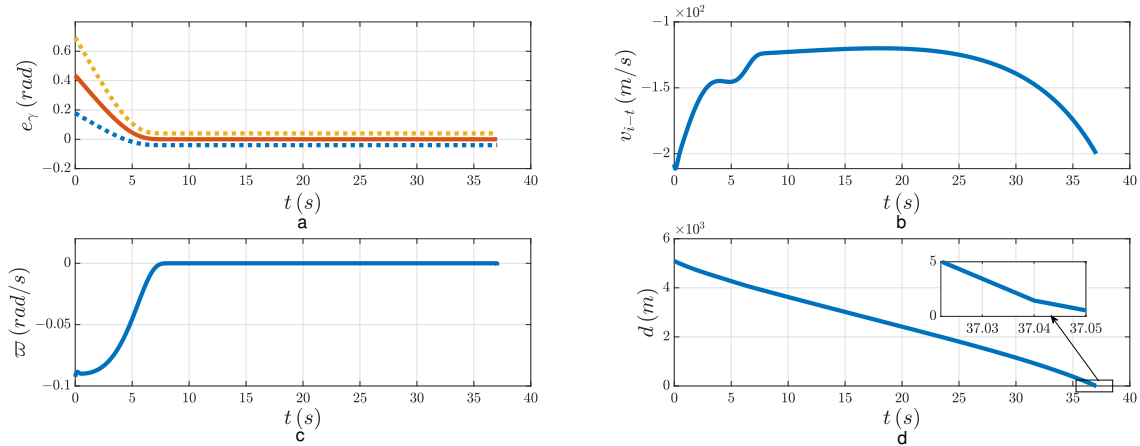 0.6
0.4
0.2
0
-0.2
e_γ (rad)
0 5 10 15 20 25 30 35 40
t (s)
a
×10²
-1
-1.5
-2
v_{i-t} (m/s)
0 5 10 15 20 25 30 35 40
t (s)
b
0
-0.05
-0.1
ϖ (rad/s)
0 5 10 15 20 25 30 35 40
t (s)
c
×10³
6
4
2
0
d (m)
5
0
37.03 37.04 37.05
0 5 10 15 20 25 30 35 40
t (s)
d